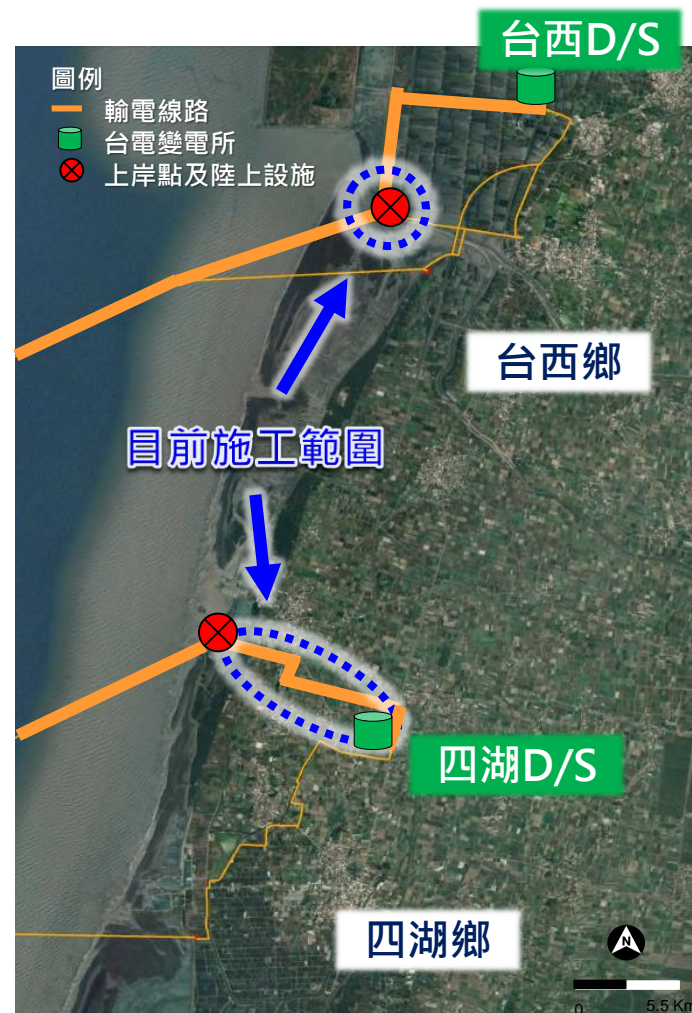 台西D/S
圖例
輸電線路
台電變電所
上岸點及陸上設施
台西鄉
目前施工範圍
四湖D/S
四湖鄉
N
0 5.5 Km